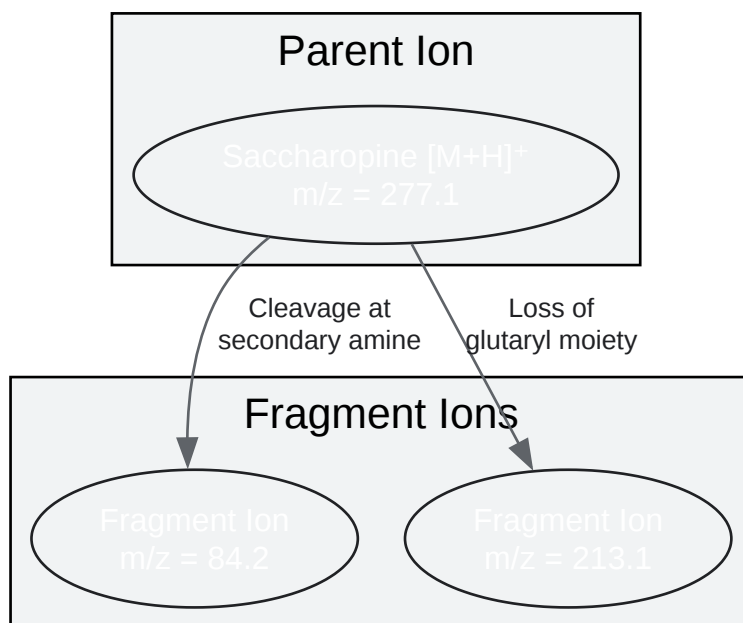 Parent Ion
Saccharopine [M+H]⁺
m/z = 277.1
Cleavage at
secondary amine
Loss of
glutaryl moiety
Fragment Ions
Fragment Ion
m/z = 84.2
Fragment Ion
m/z = 213.1